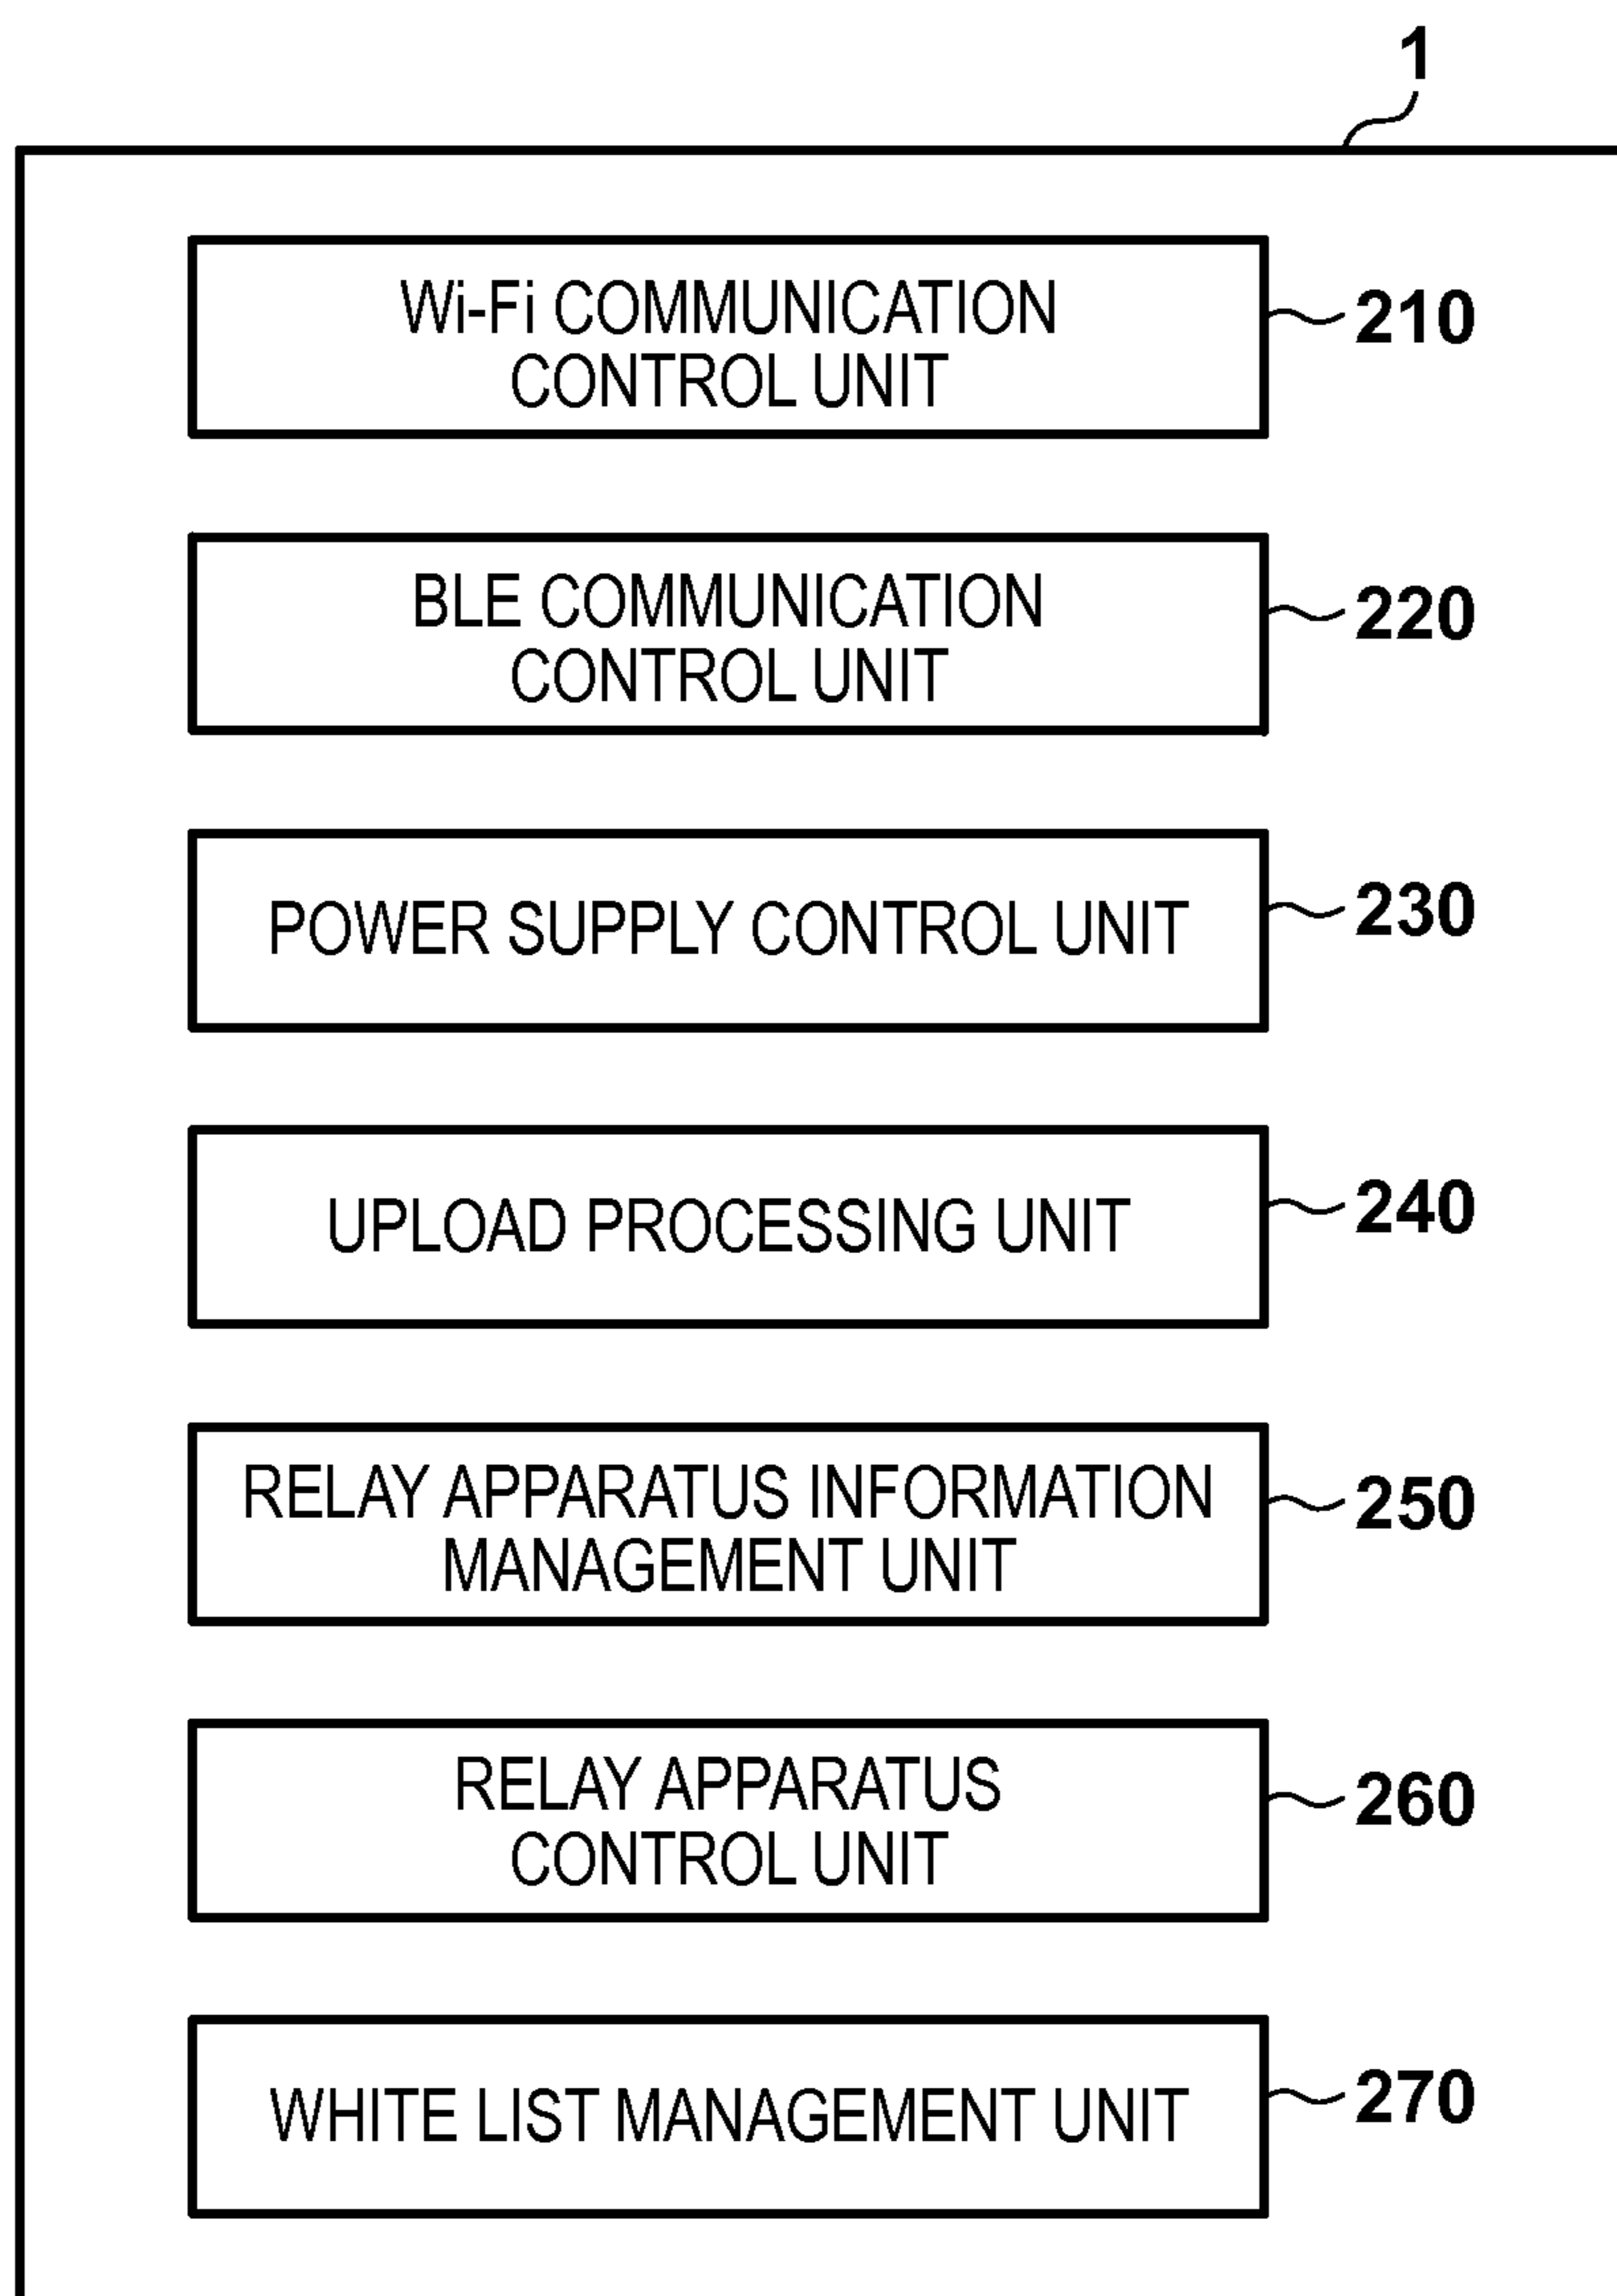 1
Wi-Fi COMMUNICATION
CONTROL UNIT
210
BLE COMMUNICATION
CONTROL UNIT
220
POWER SUPPLY CONTROL UNIT
230
UPLOAD PROCESSING UNIT
240
RELAY APPARATUS INFORMATION
MANAGEMENT UNIT
250
RELAY APPARATUS
CONTROL UNIT
260
WHITE LIST MANAGEMENT UNIT
270